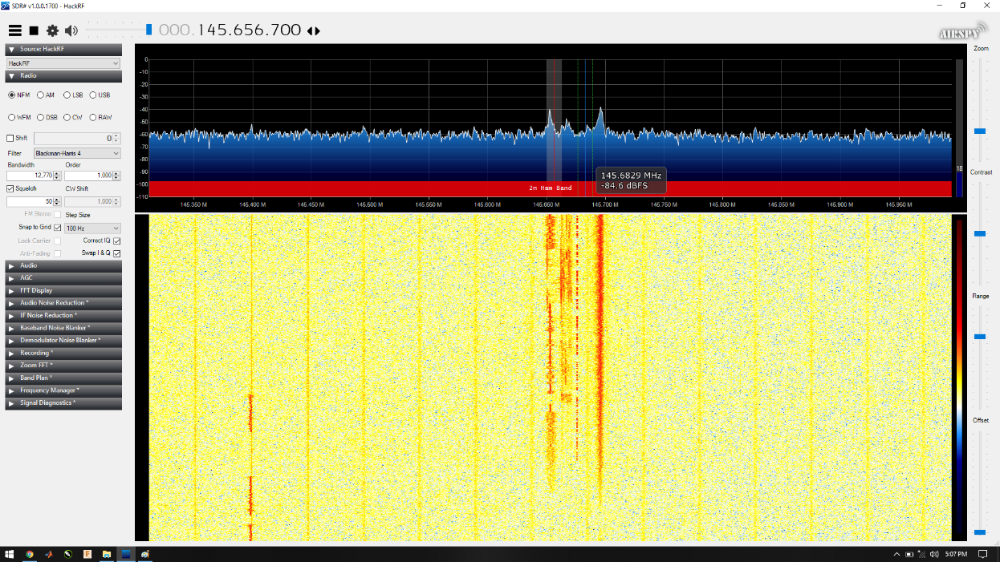 SDR# v1.0.0.1700 - HackRF
000.145.656.700
AIRSPY
Source: HackRF
HackRF
Radio
NFM AM LSB USB
WFM DSB CW RAW
Shift 0
Filter Blackman-Harris 4
Bandwidth Order
12,770 1,000
Squelch CW Shift
50 1,000
FM Stereo Step Size
Snap to Grid 100 Hz
Lock Carrier Correct IQ
Anti-Fading Swap I & Q
Audio
AGC
FFT Display
Audio Noise Reduction *
IF Noise Reduction *
Baseband Noise Blanker *
Demodulator Noise Blanker *
Recording *
Zoom FFT *
Band Plan *
Frequency Manager *
Signal Diagnostics *
0
-10
-20
-30
-40
-50
-60
-70
-80
-90
-100
-110
145.6829 MHz
-84.6 dBFS
2m Ham Band
18
145.350 M 145.400 M 145.450 M 145.500 M 145.550 M 145.600 M 145.650 M 145.700 M 145.750 M 145.800 M 145.850 M 145.900 M 145.950 M
Zoom
Contrast
Range
Offset
5:07 PM